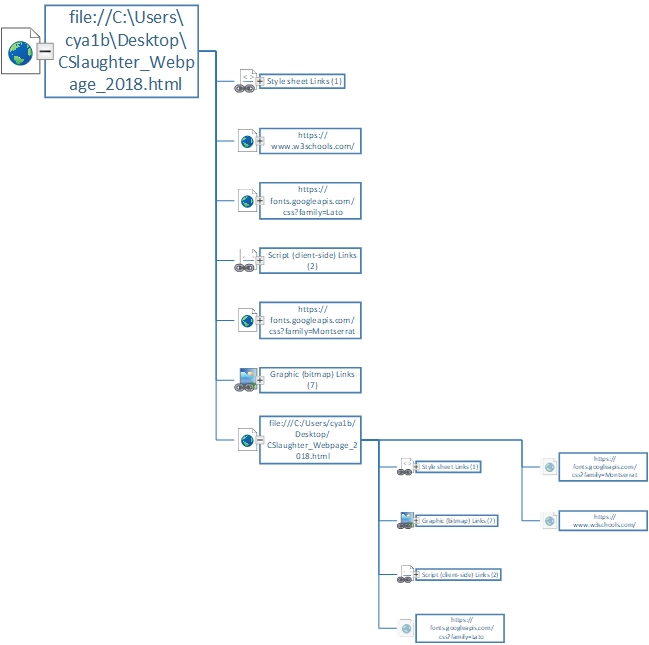 file://C:\Users\
cya1b\Desktop\
CSlaughter_Webp
age_2018.html
Style sheet Links (1)
https://
www.w3schools.com/
https://
fonts.googleapis.com/
css?family=Lato
Script (client-side) Links
(2)
https://
fonts.googleapis.com/
css?family=Montserrat
Graphic (bitmap) Links
(7)
file:///C:/Users/cya1b/
Desktop/
CSlaughter_Webpage_2
018.html
Style sheet Links (1)
Graphic (bitmap) Links (7)
Script (client-side) Links (2)
https://
fonts.googleapis.com/
css?family=Lato
https://
fonts.googleapis.com/
css?family=Montserrat
https://
www.w3schools.com/